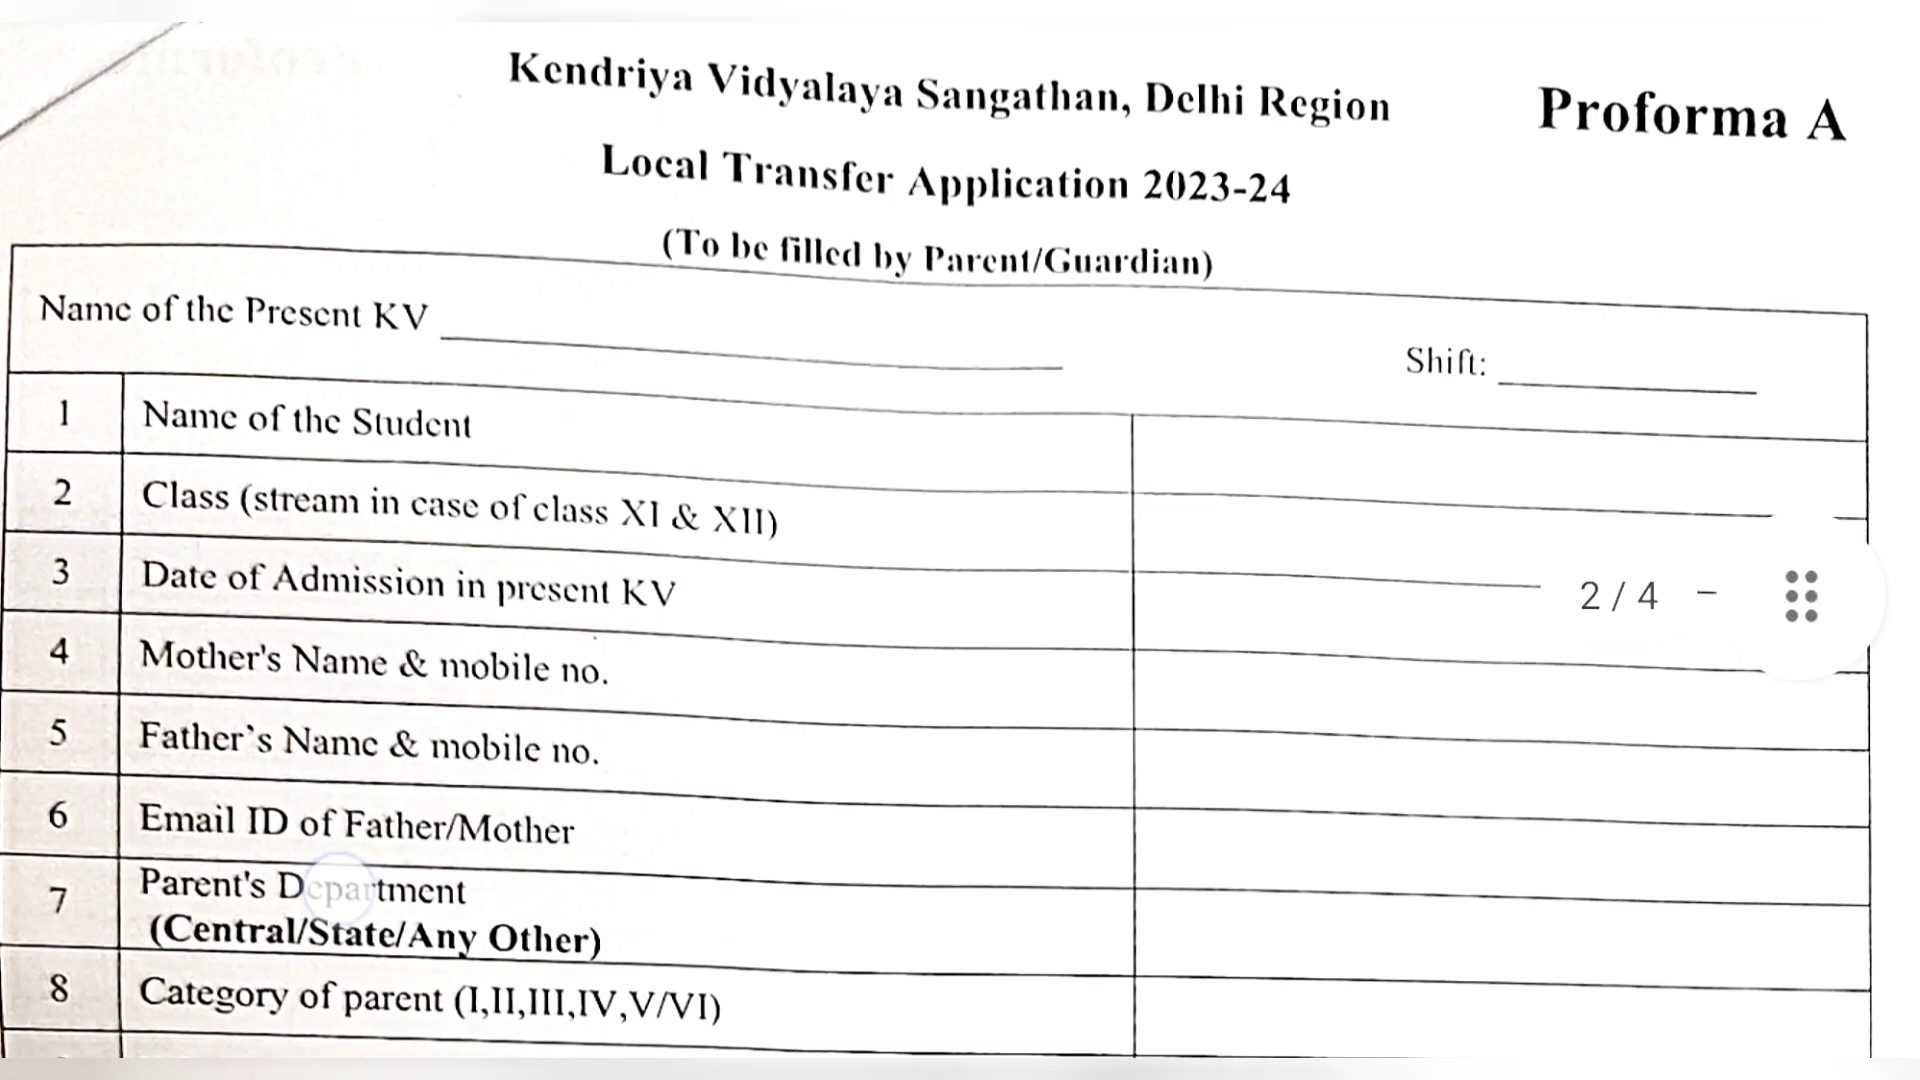 Kendriya Vidyalaya Sangathan, Delhi Region
Proforma A
Local Transfer Application 2023-24
(To be filled by Parent/Guardian)
Name of the Present KV
Shift:
1 Name of the Student
2 Class (stream in case of class XI & XII)
3 Date of Admission in present KV
2 / 4
4 Mother's Name & mobile no.
5 Father`s Name & mobile no.
6 Email ID of Father/Mother
7 Parent's Department
(Central/State/Any Other)
8 Category of parent (I,II,III,IV,V/VI)